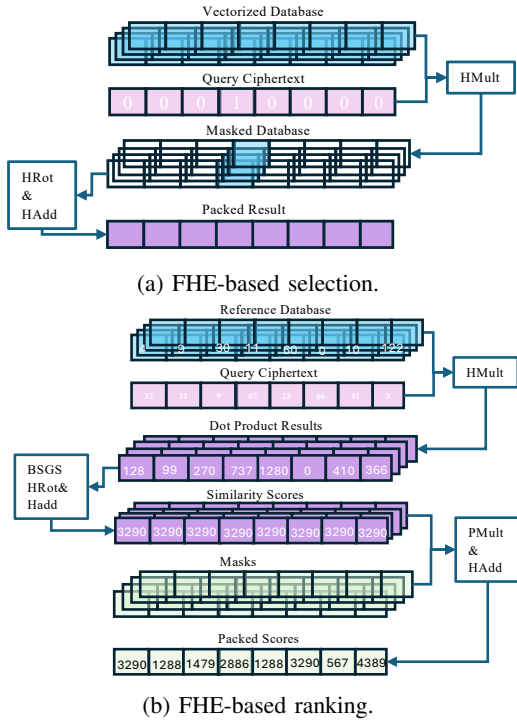 Vectorized Database
Query Ciphertext
0 0 0 1 0 0 0 0
HMult
Masked Database
HRot
&
HAdd
Packed Result
(a) FHE-based selection.
Reference Database
9 30 11 60 0 10 122
Query Ciphertext
32 11 9 67 23 66 41 3
HMult
Dot Product Results
128 99 270 737 1280 0 410 366
BSGS
HRot&
Hadd
Similarity Scores
3290 3290 3290 3290 3290 3290 3290 3290
PMult
&
HAdd
Masks
Packed Scores
3290 1288 1479 2886 1288 3290 567 4389
(b) FHE-based ranking.